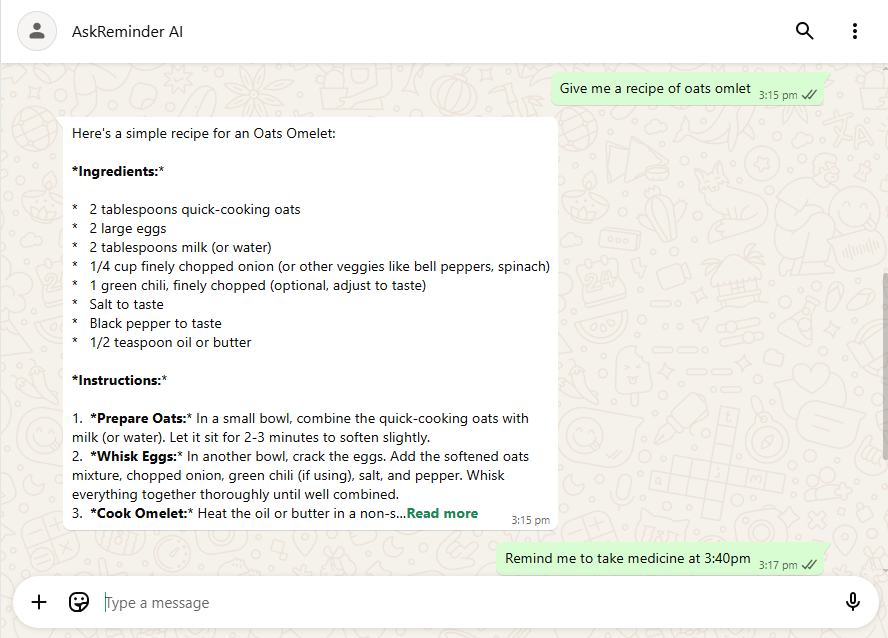 AskReminder AI
Give me a recipe of oats omlet
3:15 pm
Here's a simple recipe for an Oats Omelet:
*Ingredients:*
* 2 tablespoons quick-cooking oats
* 2 large eggs
* 2 tablespoons milk (or water)
* 1/4 cup finely chopped onion (or other veggies like bell peppers, spinach)
* 1 green chili, finely chopped (optional, adjust to taste)
* Salt to taste
* Black pepper to taste
* 1/2 teaspoon oil or butter
*Instructions:*
1. *Prepare Oats:* In a small bowl, combine the quick-cooking oats with
milk (or water). Let it sit for 2-3 minutes to soften slightly.
2. *Whisk Eggs:* In another bowl, crack the eggs. Add the softened oats
mixture, chopped onion, green chili (if using), salt, and pepper. Whisk
everything together thoroughly until well combined.
3. *Cook Omelet:* Heat the oil or butter in a non-s...Read more
3:15 pm
Remind me to take medicine at 3:40pm
3:17 pm
Type a message